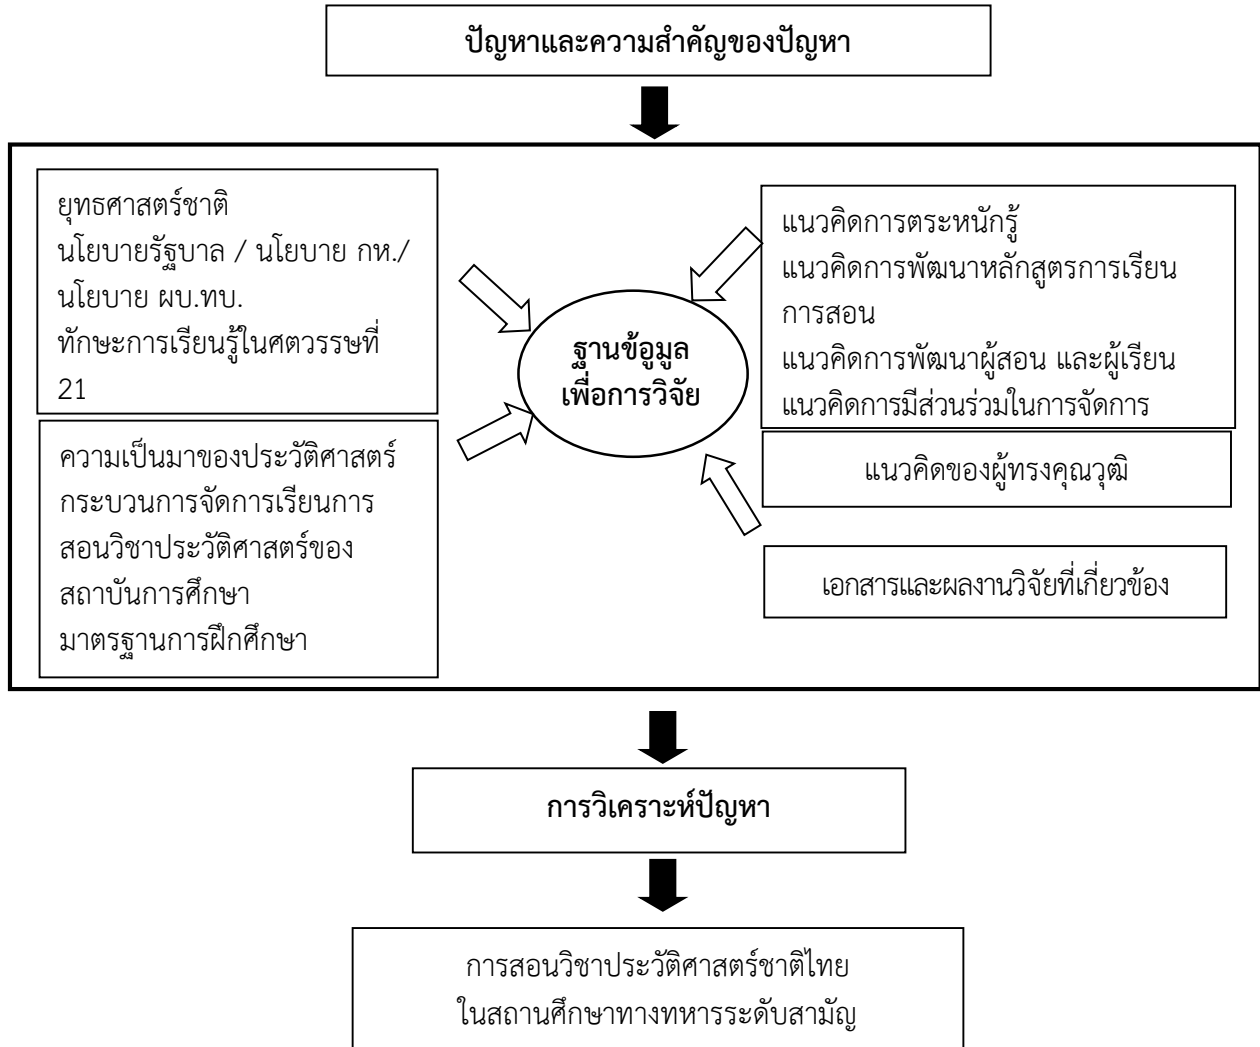 ปัญหาและความสำคัญของปัญหา
ยุทธศาสตร์ชาติ
นโยบายรัฐบาล / นโยบาย กห./
นโยบาย ผบ.ทบ.
ทักษะการเรียนรู้ในศตวรรษที่
21
ความเป็นมาของประวัติศาสตร์
กระบวนการจัดการเรียนการ
สอนวิชาประวัติศาสตร์ของ
สถาบันการศึกษา
มาตรฐานการฝึกศึกษา
ฐานข้อูมูล
เพื่อการวิจัย
แนวคิดการตระหนักรู้
แนวคิดการพัฒนาหลักสูตรการเรียน
การสอน
แนวคิดการพัฒนาผู้สอน และผู้เรียน
แนวคิดการมีส่วนร่วมในการจัดการ
แนวคิดของผู้ทรงคุณวุฒิ
เอกสารและผลงานวิจัยที่เกี่ยวข้อง
การวิเคราะห์ปัญหา
การสอนวิชาประวัติศาสตร์ชาติไทย
ในสถานศึกษาทางทหารระดับสามัญ